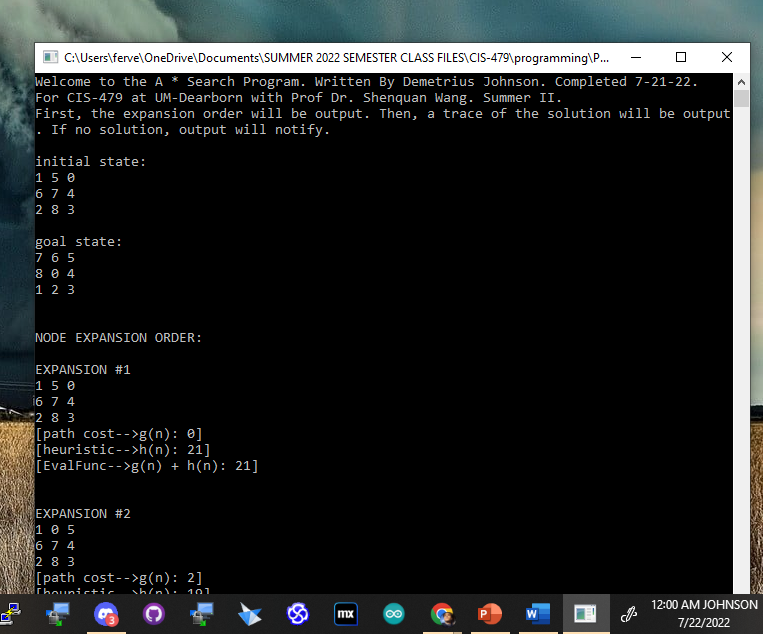 C:\Users\ferve\OneDrive\Documents\SUMMER 2022 SEMESTER CLASS FILES\CIS-479\programming\P...
Welcome to the A * Search Program. Written By Demetrius Johnson. Completed 7-21-22.
For CIS-479 at UM-Dearborn with Prof Dr. Shenquan Wang. Summer II.
First, the expansion order will be output. Then, a trace of the solution will be output
. If no solution, output will notify.
initial state:
1 5 0
6 7 4
2 8 3
goal state:
7 6 5
8 0 4
1 2 3
NODE EXPANSION ORDER:
EXPANSION #1
1 5 0
6 7 4
2 8 3
[path cost-->g(n): 0]
[heuristic-->h(n): 21]
[EvalFunc-->g(n) + h(n): 21]
EXPANSION #2
1 0 5
6 7 4
2 8 3
[path cost-->g(n): 2]
[heuristic-->h(n): 19]
3
mx
P
W
12:00 AM JOHNSON
7/22/2022